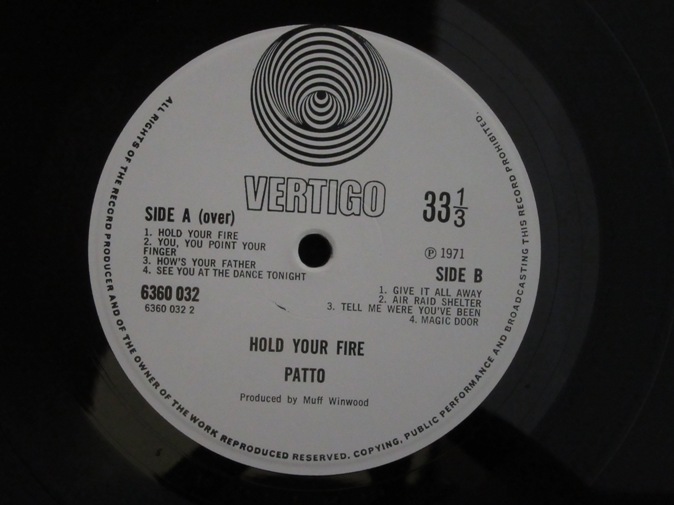 VERTIGO
33 1/3
SIDE A (over)
1. HOLD YOUR FIRE
2. YOU, YOU POINT YOUR
FINGER
3. HOW'S YOUR FATHER
4. SEE YOU AT THE DANCE TONIGHT
6360 032
6360 032 2
℗ 1971
SIDE B
1. GIVE IT ALL AWAY
2. AIR RAID SHELTER
3. TELL ME WERE YOU'VE BEEN
4. MAGIC DOOR
HOLD YOUR FIRE
PATTO
Produced by Muff Winwood
ALL RIGHTS OF THE RECORD PRODUCER AND OF THE OWNER OF THE WORK REPRODUCED RESERVED. COPYING, PUBLIC PERFORMANCE AND BROADCASTING THIS RECORD PROHIBITED.